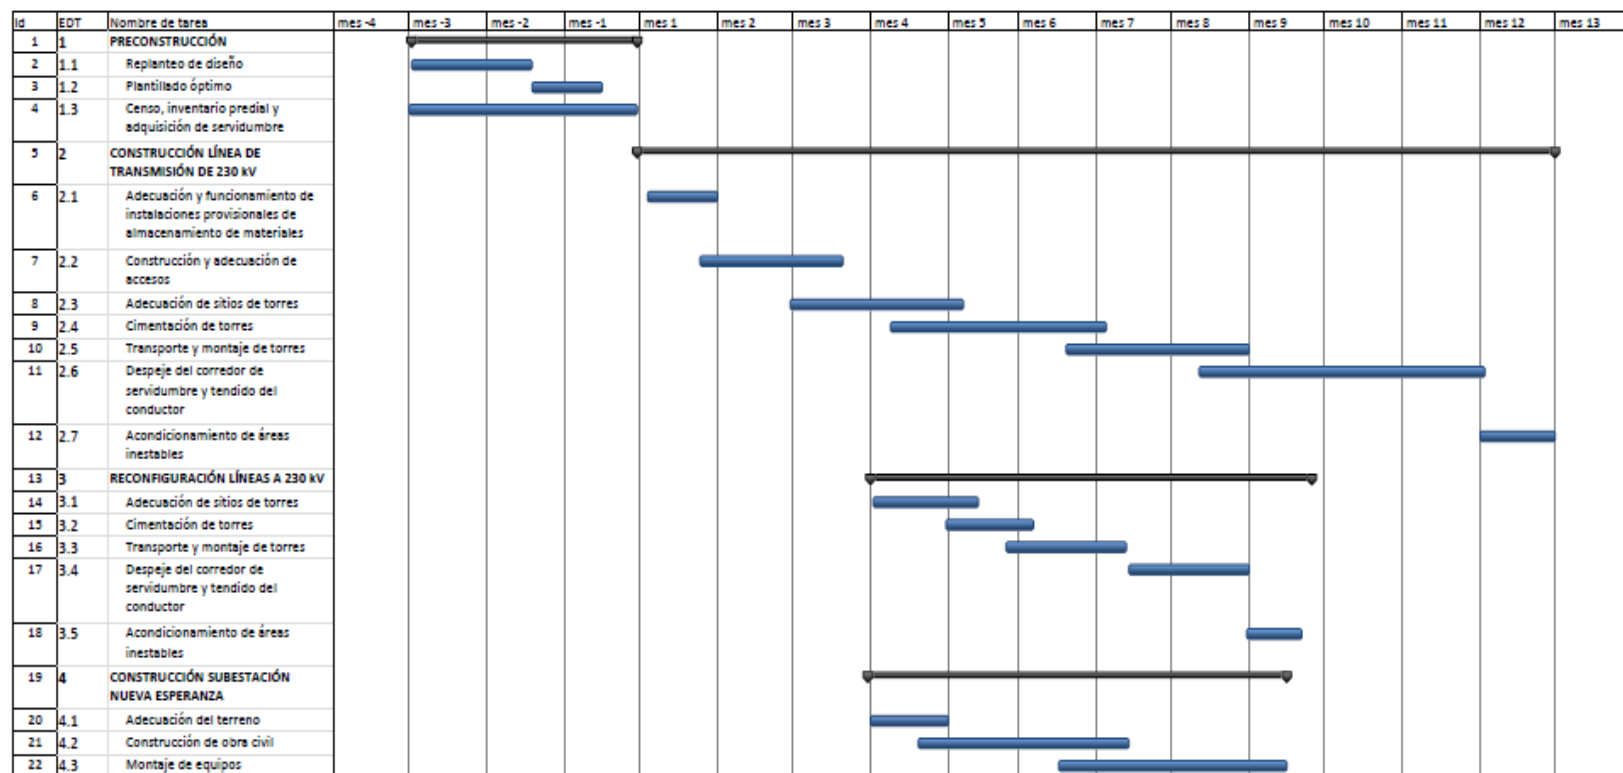 Id EDT Nombre de tarea mes -4 mes -3 mes -2 mes -1 mes 1 mes 2 mes 3 mes 4 mes 5 mes 6 mes 7 mes 8 mes 9 mes 10 mes 11 mes 12 mes 13
1 1 PRECONSTRUCCIÓN
2 1.1 Replanteo de diseño
3 1.2 Plantillado óptimo
4 1.3 Censo, inventario predial y
adquisición de servidumbre
5 2 CONSTRUCCIÓN LÍNEA DE
TRANSMISIÓN DE 230 kV
6 2.1 Adecuación y funcionamiento de
instalaciones provisionales de
almacenamiento de materiales
7 2.2 Construcción y adecuación de
accesos
8 2.3 Adecuación de sitios de torres
9 2.4 Cimentación de torres
10 2.5 Transporte y montaje de torres
11 2.6 Despeje del corredor de
servidumbre y tendido del
conductor
12 2.7 Acondicionamiento de áreas
inestables
13 3 RECONFIGURACIÓN LÍNEAS A 230 kV
14 3.1 Adecuación de sitios de torres
15 3.2 Cimentación de torres
16 3.3 Transporte y montaje de torres
17 3.4 Despeje del corredor de
servidumbre y tendido del
conductor
18 3.5 Acondicionamiento de áreas
inestables
19 4 CONSTRUCCIÓN SUBESTACIÓN
NUEVA ESPERANZA
20 4.1 Adecuación del terreno
21 4.2 Construcción de obra civil
22 4.3 Montaje de equipos